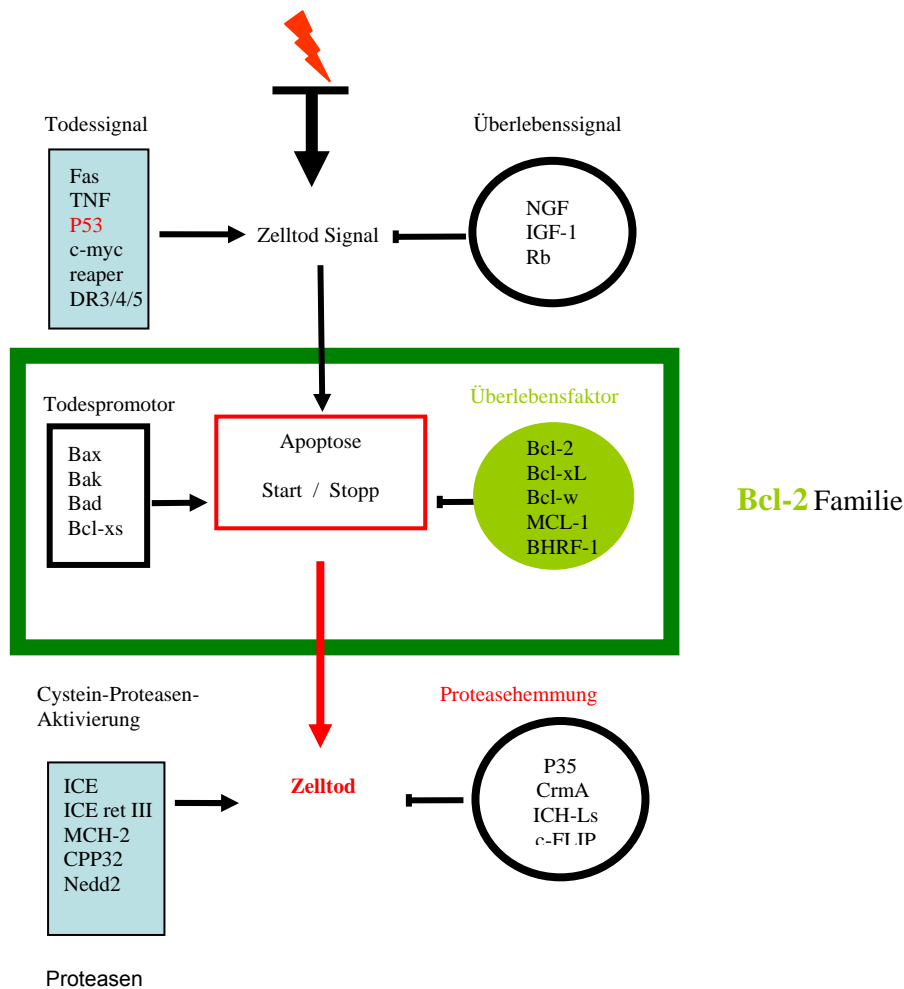 Todessignal
Überlebenssignal
Fas
TNF
P53
c-myc
reaper
DR3/4/5
Zelltod Signal
NGF
IGF-1
Rb
Todespromotor
Überlebensfaktor
Bax
Bak
Bad
Bcl-xs
Apoptose
Start / Stopp
Bcl-2
Bcl-xL
Bcl-w
MCL-1
BHRF-1
Bcl-2 Familie
Cystein-Proteasen-
Aktivierung
Proteasehemmung
ICE
ICE ret III
MCH-2
CPP32
Nedd2
Zelltod
P35
CrmA
ICH-Ls
c-FLIP
Proteasen